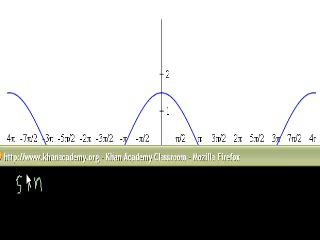 2
1
4π -7π/2 -3π -5π/2 -2π -3π/2 -π -π/2 π/2 π 3π/2 2π 5π/2 3π 7π/2 4π
http://www.khanacademy.org - Khan Academy Classroom - Mozilla Firefox
sin